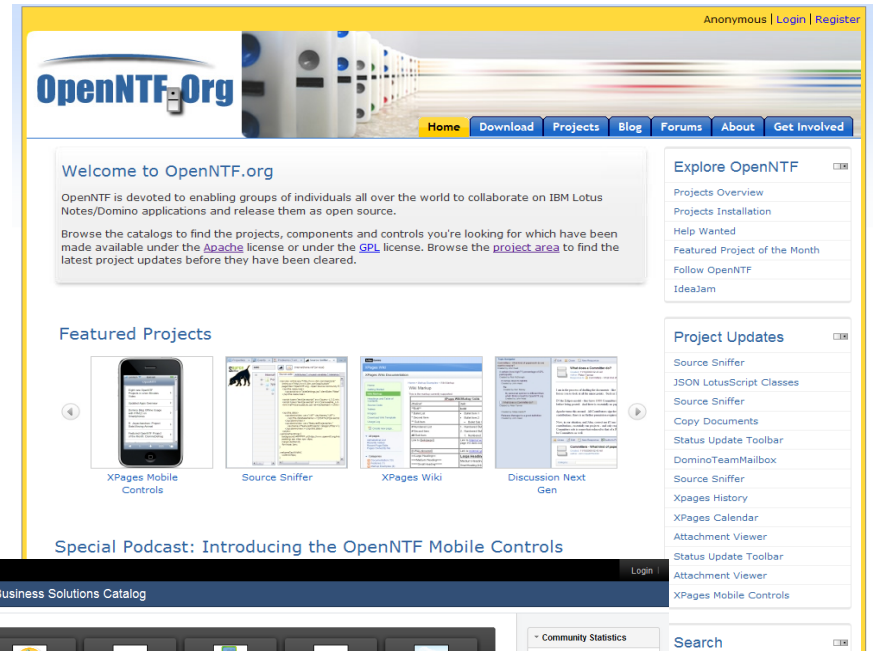 Anonymous | Login | Register
OpenNTF.Org
Home Download Projects Blog Forums About Get Involved
Welcome to OpenNTF.org
OpenNTF is devoted to enabling groups of individuals all over the world to collaborate on IBM Lotus
Notes/Domino applications and release them as open source.
Browse the catalogs to find the projects, components and controls you're looking for which have been
made available under the Apache license or under the GPL license. Browse the project area to find the
latest project updates before they have been cleared.
Featured Projects
XPages Mobile
Controls
Source Sniffer
XPages Wiki
Discussion Next
Gen
Special Podcast: Introducing the OpenNTF Mobile Controls
Explore OpenNTF
Projects Overview
Projects Installation
Help Wanted
Featured Project of the Month
Follow OpenNTF
IdeaJam
Project Updates
Source Sniffer
JSON LotusScript Classes
Source Sniffer
Copy Documents
Status Update Toolbar
DominoTeamMailbox
Source Sniffer
Xpages History
XPages Calendar
Attachment Viewer
Status Update Toolbar
Attachment Viewer
XPages Mobile Controls
Search
Login
Business Solutions Catalog
Community Statistics